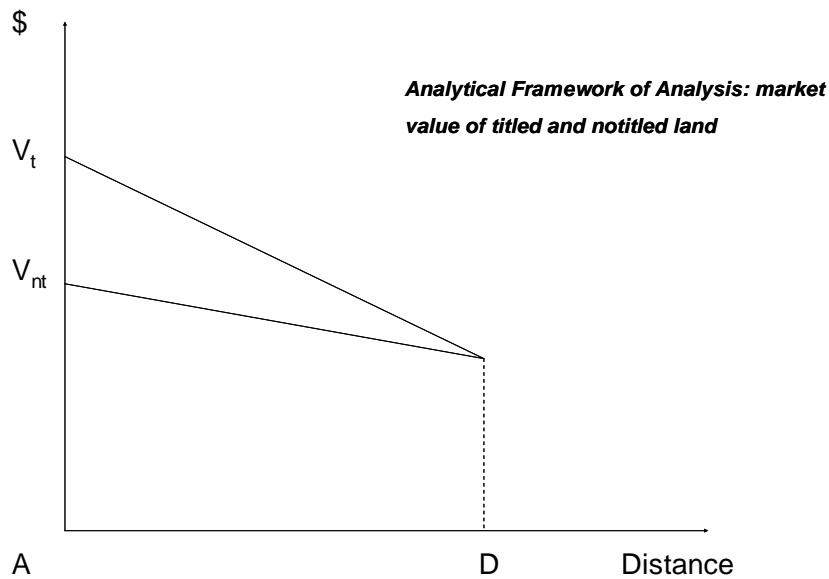 $
Analytical Framework of Analysis: market
value of titled and notitled land
Vt
Vnt
A
D
Distance